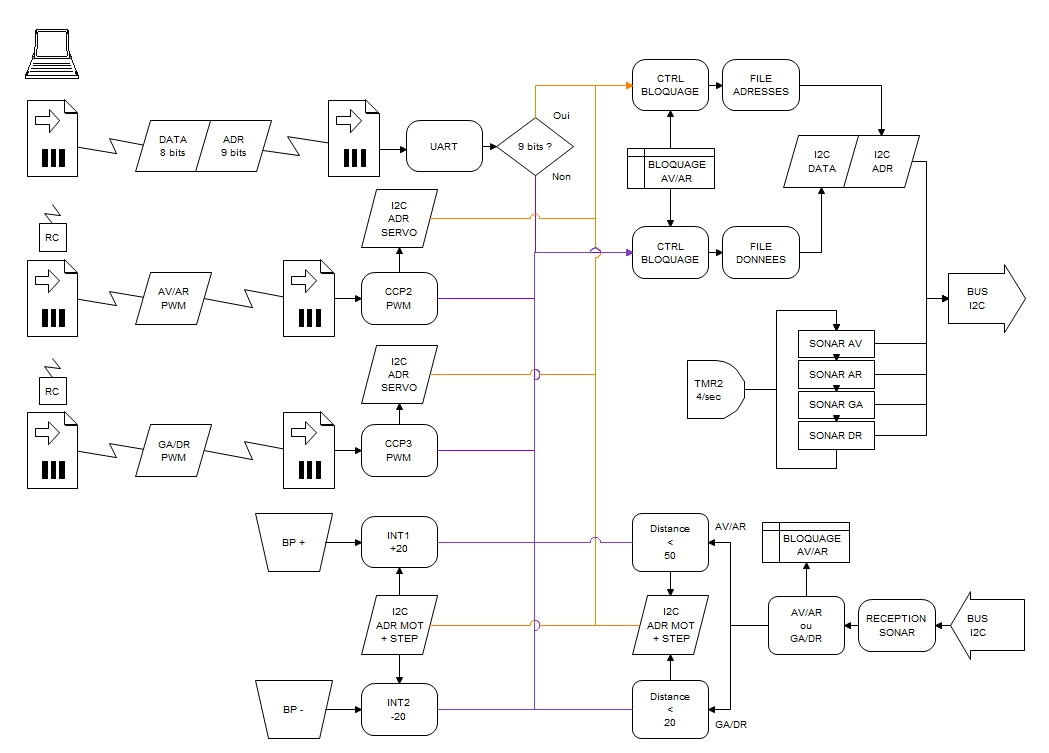 CTRL
BLOQUAGE
FILE
ADRESSES
DATA
8 bits
ADR
9 bits
UART
9 bits ?
Oui
Non
BLOQUAGE
AV/AR
I2C
DATA
I2C
ADR
I2C
ADR
SERVO
RC
CTRL
BLOQUAGE
FILE
DONNEES
AV/AR
PWM
CCP2
PWM
BUS
I2C
SONAR AV
SONAR AR
SONAR GA
SONAR DR
TMR2
4/sec
I2C
ADR
SERVO
RC
GA/DR
PWM
CCP3
PWM
BP +
INT1
+20
Distance
<
50
AV/AR
BLOQUAGE
AV/AR
I2C
ADR MOT
+ STEP
I2C
ADR MOT
+ STEP
AV/AR
ou
GA/DR
RECEPTION
SONAR
BUS
I2C
BP -
INT2
-20
Distance
<
20
GA/DR